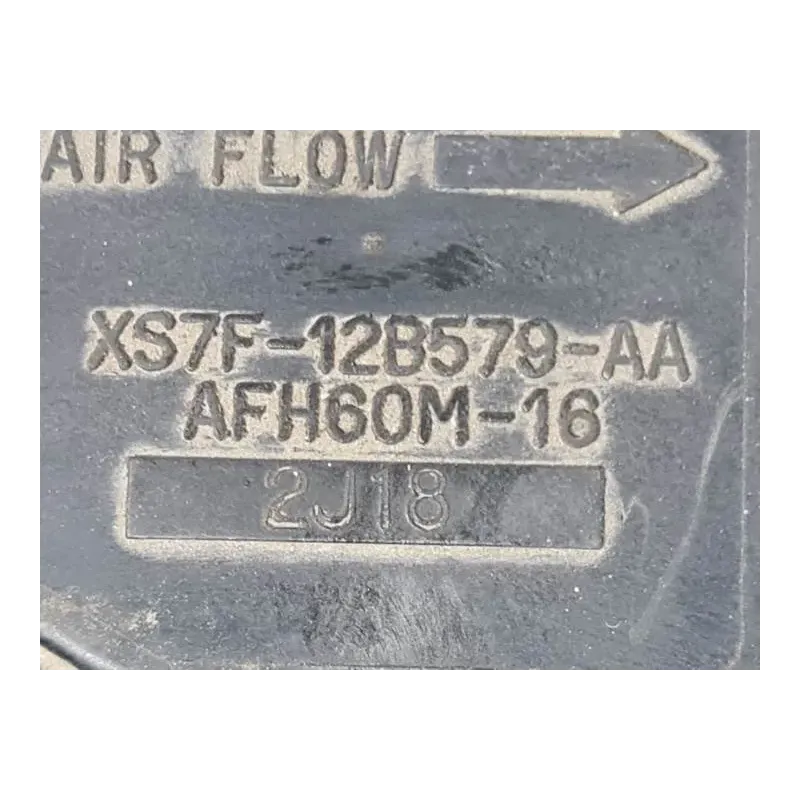 AIR FLOW
XS7F-12B579-AA
AFH60M-16
2J18